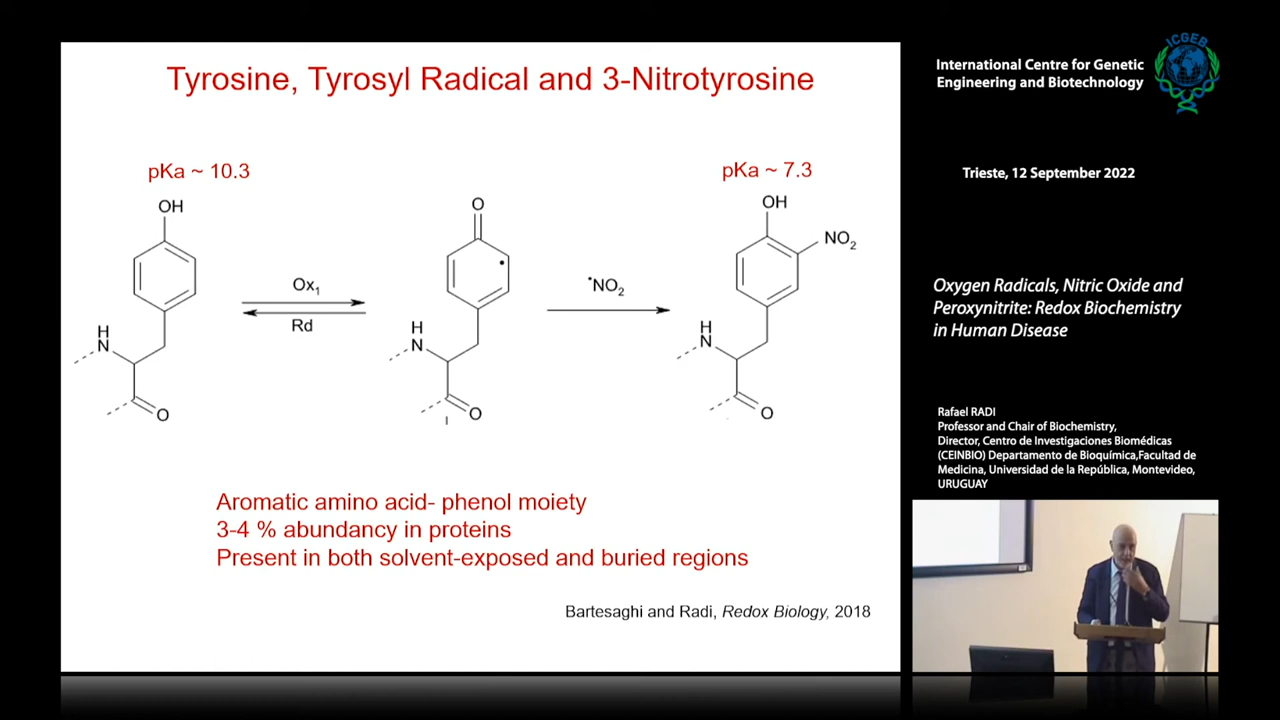 Tyrosine, Tyrosyl Radical and 3-Nitrotyrosine
pKa ~ 10.3
pKa ~ 7.3
OH
O
OH
NO2
Ox1
Rd
•NO2
H
N
O
H
N
O
H
N
O
Aromatic amino acid- phenol moiety
3-4 % abundancy in proteins
Present in both solvent-exposed and buried regions
Bartesaghi and Radi, Redox Biology, 2018
International Centre for Genetic
Engineering and Biotechnology
ICGEB
Trieste, 12 September 2022
Oxygen Radicals, Nitric Oxide and
Peroxynitrite: Redox Biochemistry
in Human Disease
Rafael RADI
Professor and Chair of Biochemistry,
Director, Centro de Investigaciones Biomédicas
(CEINBIO) Departamento de Bioquímica,Facultad de
Medicina, Universidad de la República, Montevideo,
URUGUAY